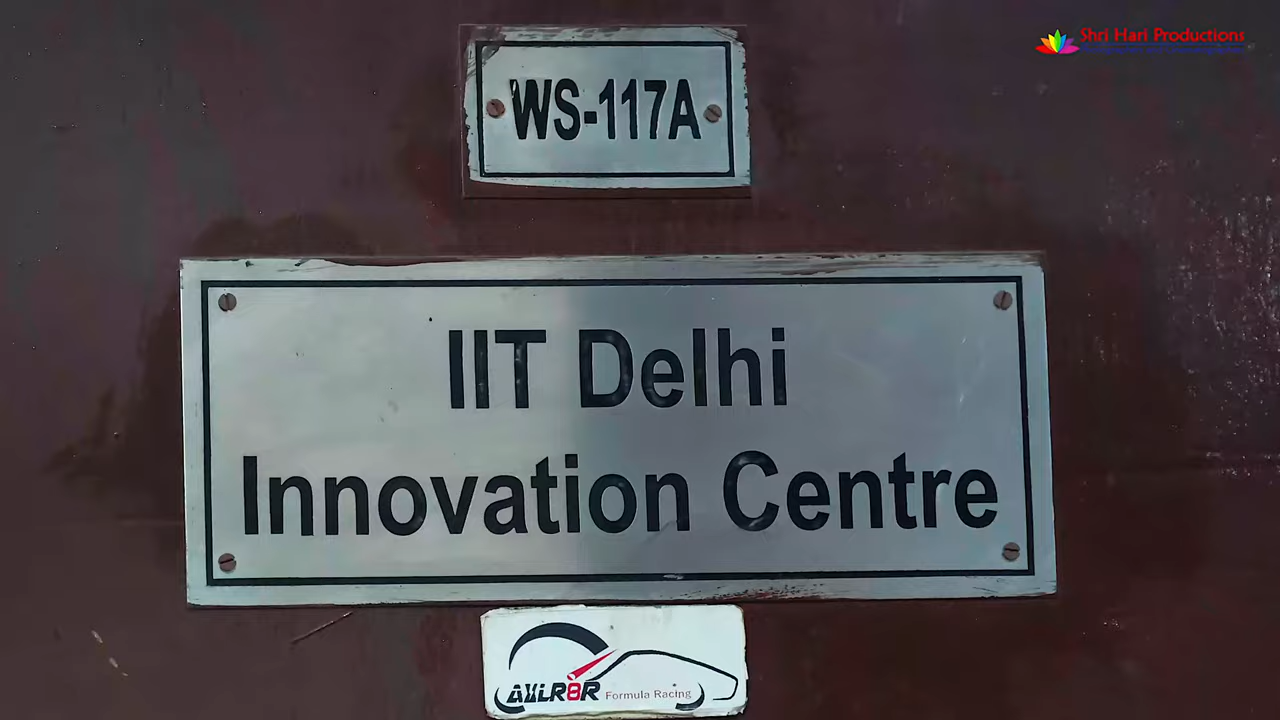 Shri Hari Productions
WS-117A
IIT Delhi
Innovation Centre
AXLR8R Formula Racing